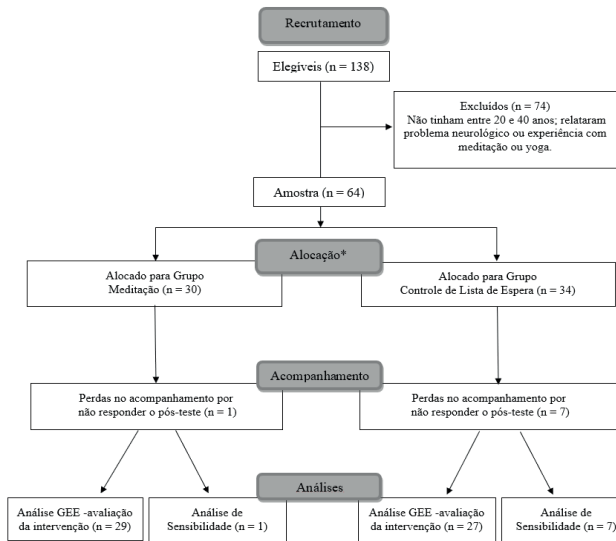 Recrutamento
Elegíveis (n = 138)
Excluídos (n = 74)
Não tinham entre 20 e 40 anos; relataram
problema neurológico ou experiência com
meditação ou yoga.
Amostra (n = 64)
Alocação*
Alocado para Grupo
Meditação (n = 30)
Alocado para Grupo
Controle de Lista de Espera (n = 34)
Acompanhamento
Perdas no acompanhamento por
não responder o pós-teste (n = 1)
Perdas no acompanhamento por
não responder o pós-teste (n = 7)
Análises
Análise GEE -avaliação
da intervenção (n = 29)
Análise de
Sensibilidade (n = 1)
Análise GEE -avaliação
da intervenção (n = 27)
Análise de
Sensibilidade (n = 7)